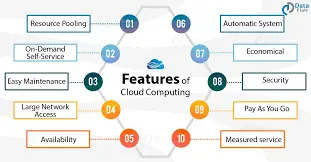 Data
Flair
Resource Pooling
01
On-Demand
Self-Service
02
Easy Maintenance
03
Large Network
Access
04
Availability
05
Features of
Cloud Computing
06
Automatic System
07
Economical
08
Security
09
Pay As You Go
10
Measured service